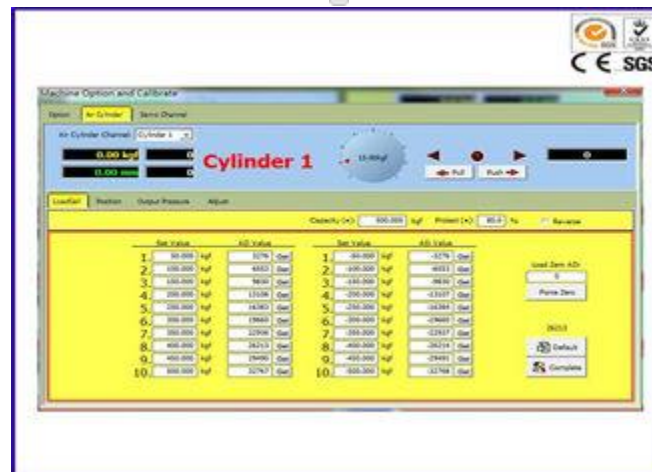 SGS
CE SGS
Machine Option and Calibrate
Option Air Cylinder Servo Channel
Air Cylinder Channel Cylinder 1
0.00 kgf 0
0.00 mm 0
Cylinder 1
Pull Push
0
LoadCell Position Output Pressure Adjust
Capacity (+) 500.000 kgf Protect (+) % Reverse
Set Value AD Value Set Value AD Value
1. 50.000 kgf 3276 Get 1. -50.000 kgf -3276 Get
2. 100.000 kgf 6553 Get 2. -100.000 kgf -6553 Get
3. 150.000 kgf 9830 Get 3. -150.000 kgf -9830 Get
4. 200.000 kgf 13106 Get 4. -200.000 kgf -13107 Get
5. 250.000 kgf 16383 Get 5. -250.000 kgf -16384 Get
6. 300.000 kgf 19660 Get 6. -300.000 kgf -19660 Get
7. 350.000 kgf 22936 Get 7. -350.000 kgf -22937 Get
8. 400.000 kgf 26213 Get 8. -400.000 kgf -26214 Get
9. 450.000 kgf 29490 Get 9. -450.000 kgf -29491 Get
10. 500.000 kgf 32767 Get 10. -500.000 kgf -32768 Get
Load Zero AD:
0
Force Zero
26213
Default
Complete